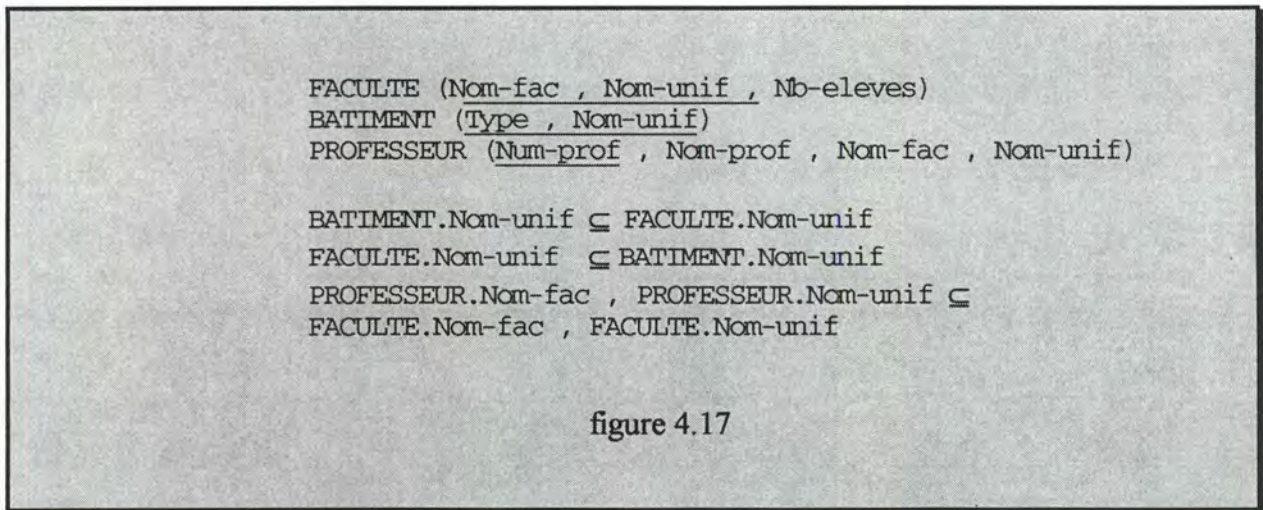 FACULTE (Nom-fac , Nom-unif , Nb-eleves)
BATIMENT (Type , Nom-unif)
PROFESSEUR (Num-prof , Nom-prof , Nom-fac , Nom-unif)
BATIMENT.Nom-unif ⊆ FACULTE.Nom-unif
FACULTE.Nom-unif ⊆ BATIMENT.Nom-unif
PROFESSEUR.Nom-fac , PROFESSEUR.Nom-unif ⊆
FACULTE.Nom-fac , FACULTE.Nom-unif
figure 4.17